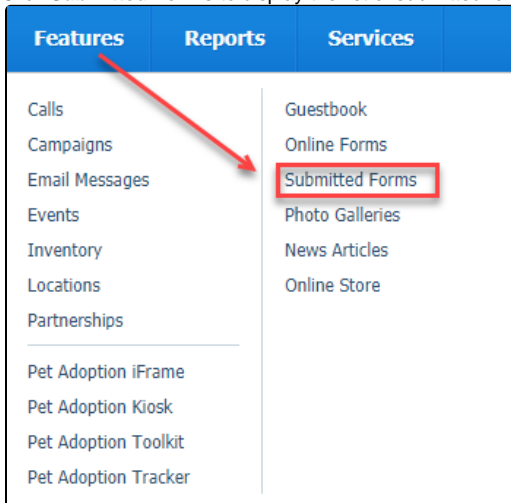 Features Reports Services
Calls
Campaigns
Email Messages
Events
Inventory
Locations
Partnerships
Pet Adoption iFrame
Pet Adoption Kiosk
Pet Adoption Toolkit
Pet Adoption Tracker
Guestbook
Online Forms
Submitted Forms
Photo Galleries
News Articles
Online Store